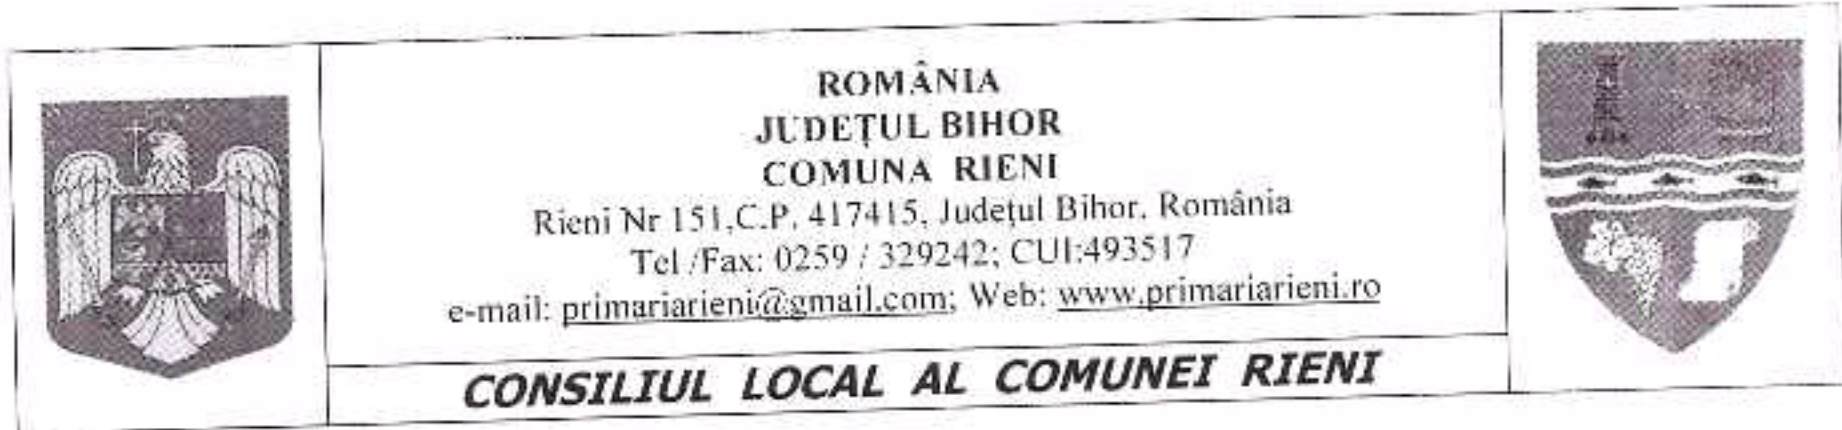 ROMÂNIA
JUDEȚUL BIHOR
COMUNA RIENI
Rieni Nr 151,C.P. 417415, Județul Bihor, România
Tel /Fax: 0259 / 329242; CUI:493517
e-mail: primariarieni@gmail.com; Web: www.primariarieni.ro
CONSILIUL LOCAL AL COMUNEI RIENI